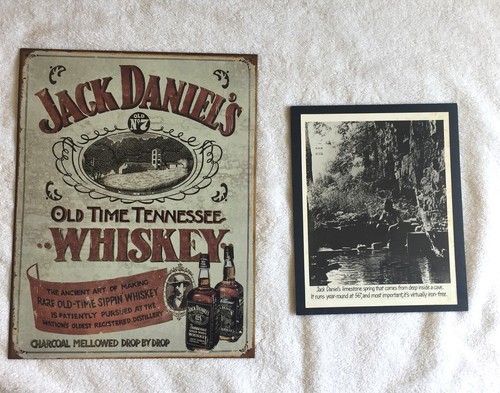 JACK DANIEL'S
OLD
No 7
OLD TIME TENNESSEE
WHISKEY
THE ANCIENT ART OF MAKING
RARE OLD-TIME SIPPIN' WHISKEY
IS PATIENTLY PURSUED AT THE
NATION'S OLDEST REGISTERED DISTILLERY
CHARCOAL MELLOWED DROP BY DROP
Jack Daniel's limestone spring that comes from deep inside a cave.
It runs year-round at 56°, and most important, it's virtually iron-free.